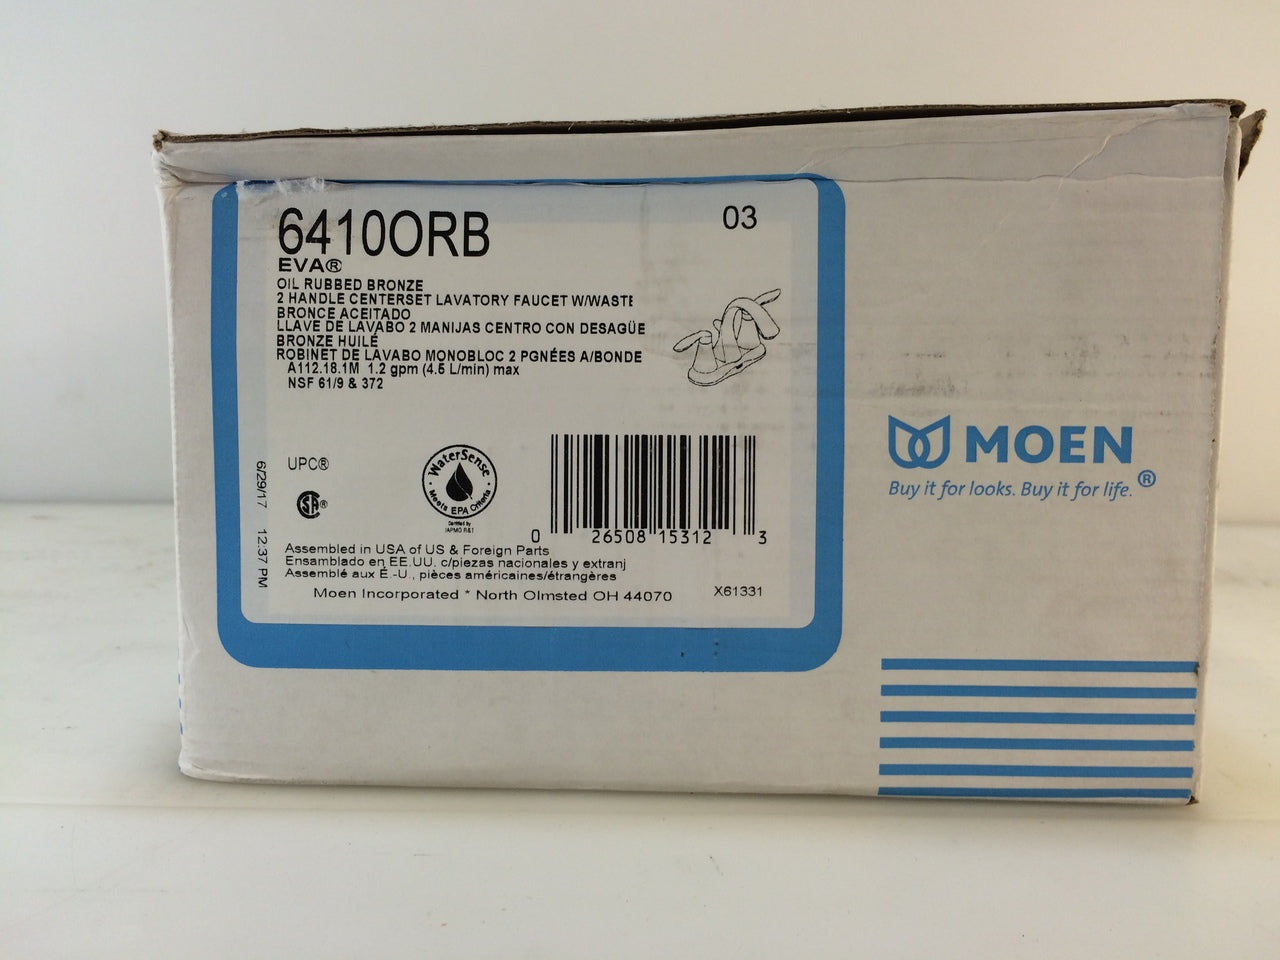 6410ORB
03
EVA®
OIL RUBBED BRONZE
2 HANDLE CENTERSET LAVATORY FAUCET W/WASTE
BRONCE ACEITADO
LLAVE DE LAVABO 2 MANIJAS CENTRO CON DESAGÜE
BRONZE HUILÉ
ROBINET DE LAVABO MONOBLOC 2 PGNÉES A/BONDE
A112.18.1M 1.2 gpm (4.5 L/min) max
NSF 61/9 & 372
UPC®
SA®
WaterSense
Meets EPA Criteria
Certified by
IAPMO R&T
0 26508 15312 3
6/29/17 12:37 PM
Assembled in USA of US & Foreign Parts
Ensamblado en EE.UU. c/piezas nacionales y extranj
Assemblé aux É.-U., pièces américaines/étrangères
Moen Incorporated * North Olmsted OH 44070
X61331
MOEN
Buy it for looks. Buy it for life.®